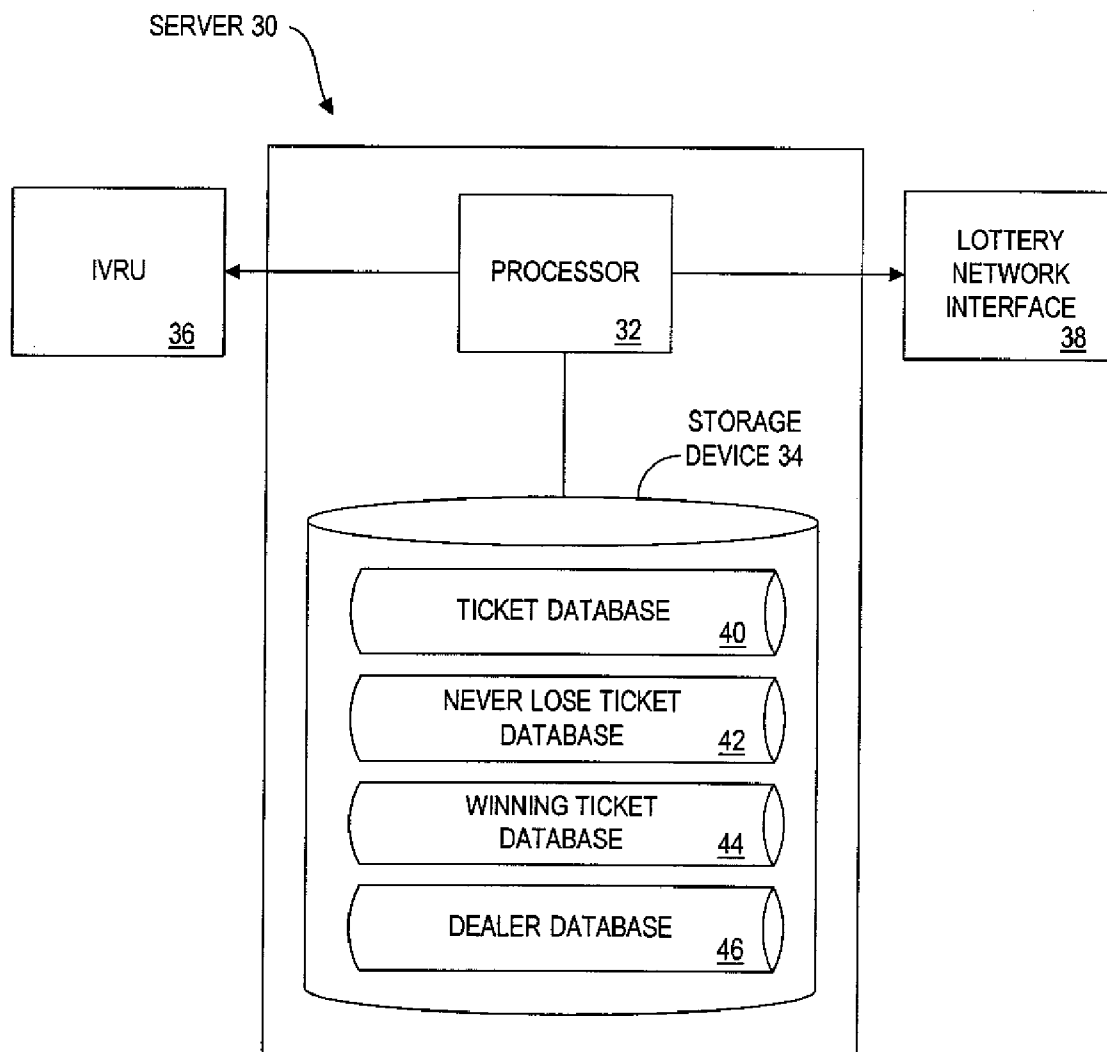 SERVER 30
IVRU
36
PROCESSOR
32
LOTTERY
NETWORK
INTERFACE
38
STORAGE
DEVICE 34
TICKET DATABASE
40
NEVER LOSE TICKET
DATABASE
42
WINNING TICKET
DATABASE
44
DEALER DATABASE
46